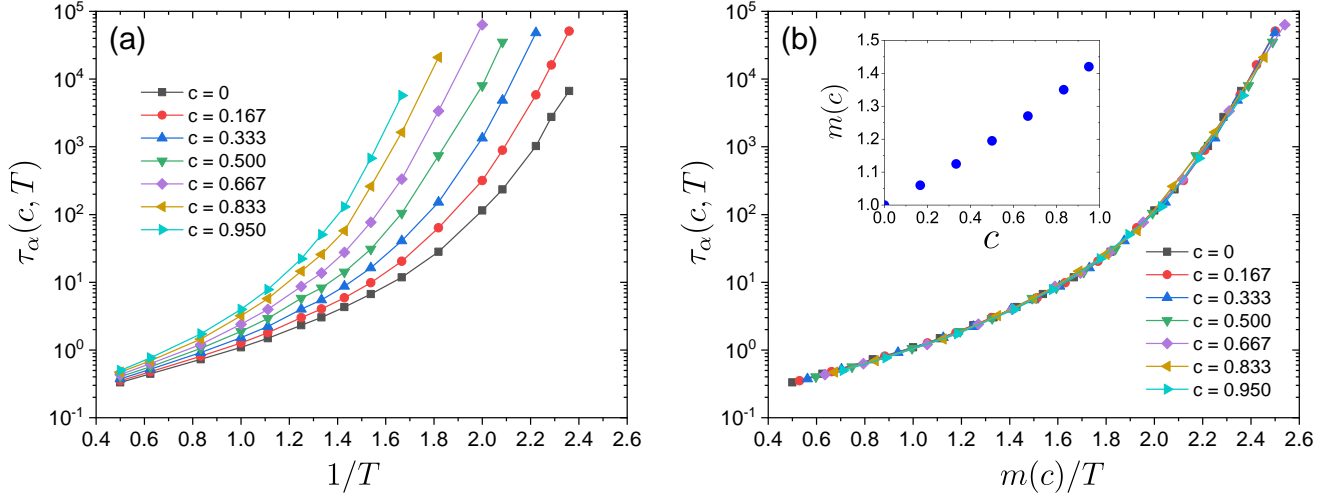 (a)
τ_α(c, T)
10^5
10^4
10^3
10^2
10^1
10^0
10^-1
c = 0
c = 0.167
c = 0.333
c = 0.500
c = 0.667
c = 0.833
c = 0.950
0.4 0.6 0.8 1.0 1.2 1.4 1.6 1.8 2.0 2.2 2.4 2.6
1/T
(b)
τ_α(c, T)
10^5
10^4
10^3
10^2
10^1
10^0
10^-1
m(c)
1.5
1.4
1.3
1.2
1.1
1.0
0.0 0.2 0.4 0.6 0.8 1.0
c
c = 0
c = 0.167
c = 0.333
c = 0.500
c = 0.667
c = 0.833
c = 0.950
0.4 0.6 0.8 1.0 1.2 1.4 1.6 1.8 2.0 2.2 2.4 2.6
m(c)/T